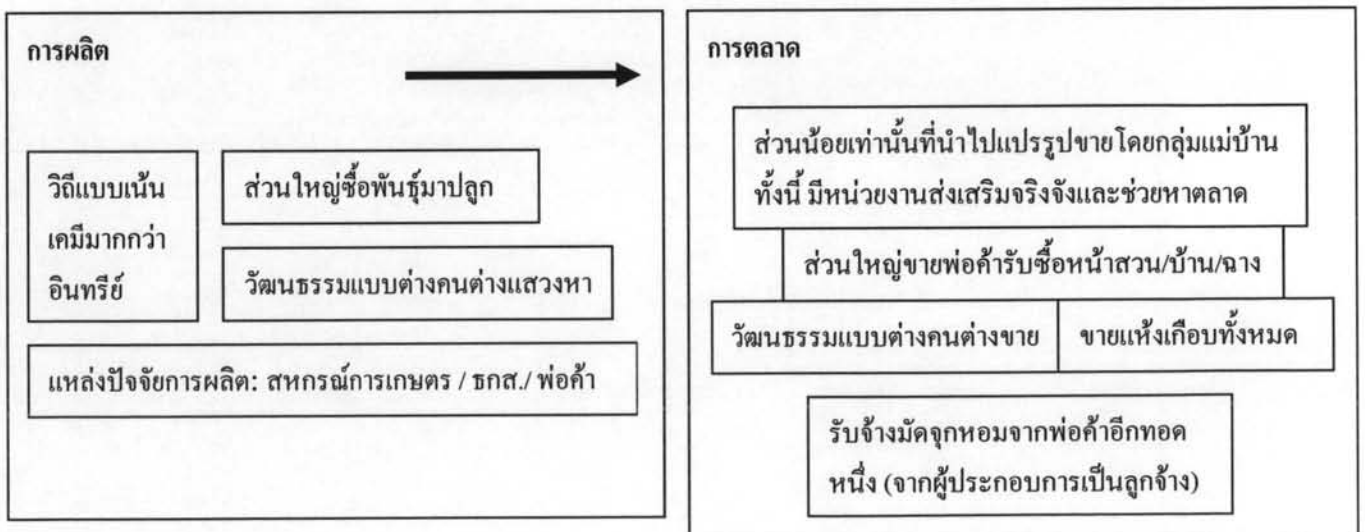 การผลิต
วิถีแบบเน้น
เคมีมากกว่า
อินทรีย์
ส่วนใหญ่ซื้อพันธุ์มาปลูก
วัฒนธรรมแบบต่างคนต่างแสวงหา
แหล่งปัจจัยการผลิต: สหกรณ์การเกษตร / ธกส./ พ่อค้า
การตลาด
ส่วนน้อยเท่านั้นที่นำไปแปรรูปขายโดยกลุ่มแม่บ้าน
ทั้งนี้ มีหน่วยงานส่งเสริมจริงจังและช่วยหาตลาด
ส่วนใหญ่ขายพ่อค้ารับซื้อหน้าสวน/บ้าน/ฉาง
วัฒนธรรมแบบต่างคนต่างขาย
ขายแห้งเกือบทั้งหมด
รับจ้างมัดจุกหอมจากพ่อค้าอีกทอด
หนึ่ง (จากผู้ประกอบการเป็นลูกจ้าง)